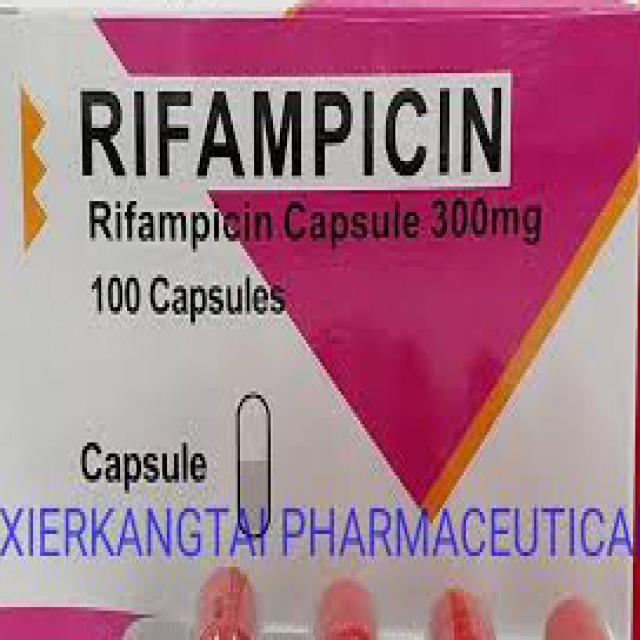 RIFAMPICIN
Rifampicin Capsule 300mg
100 Capsules
Capsule
XIERKANGTAI PHARMACEUTICA